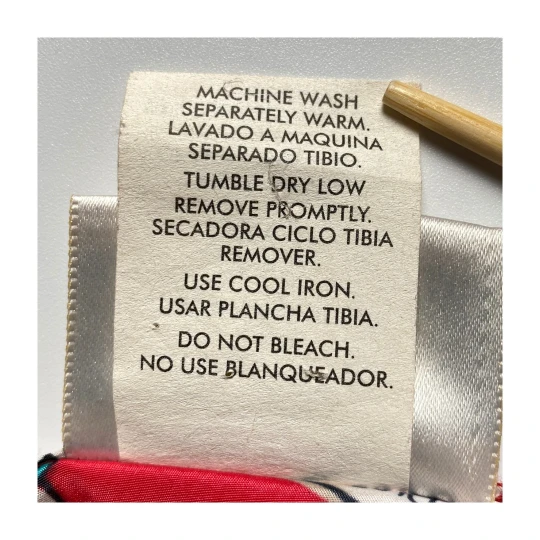 MACHINE WASH
SEPARATELY WARM.
LAVADO A MAQUINA
SEPARADO TIBIO.
TUMBLE DRY LOW
REMOVE PROMPTLY.
SECADORA CICLO TIBIA
REMOVER.
USE COOL IRON.
USAR PLANCHA TIBIA.
DO NOT BLEACH.
NO USE BLANQUEADOR.